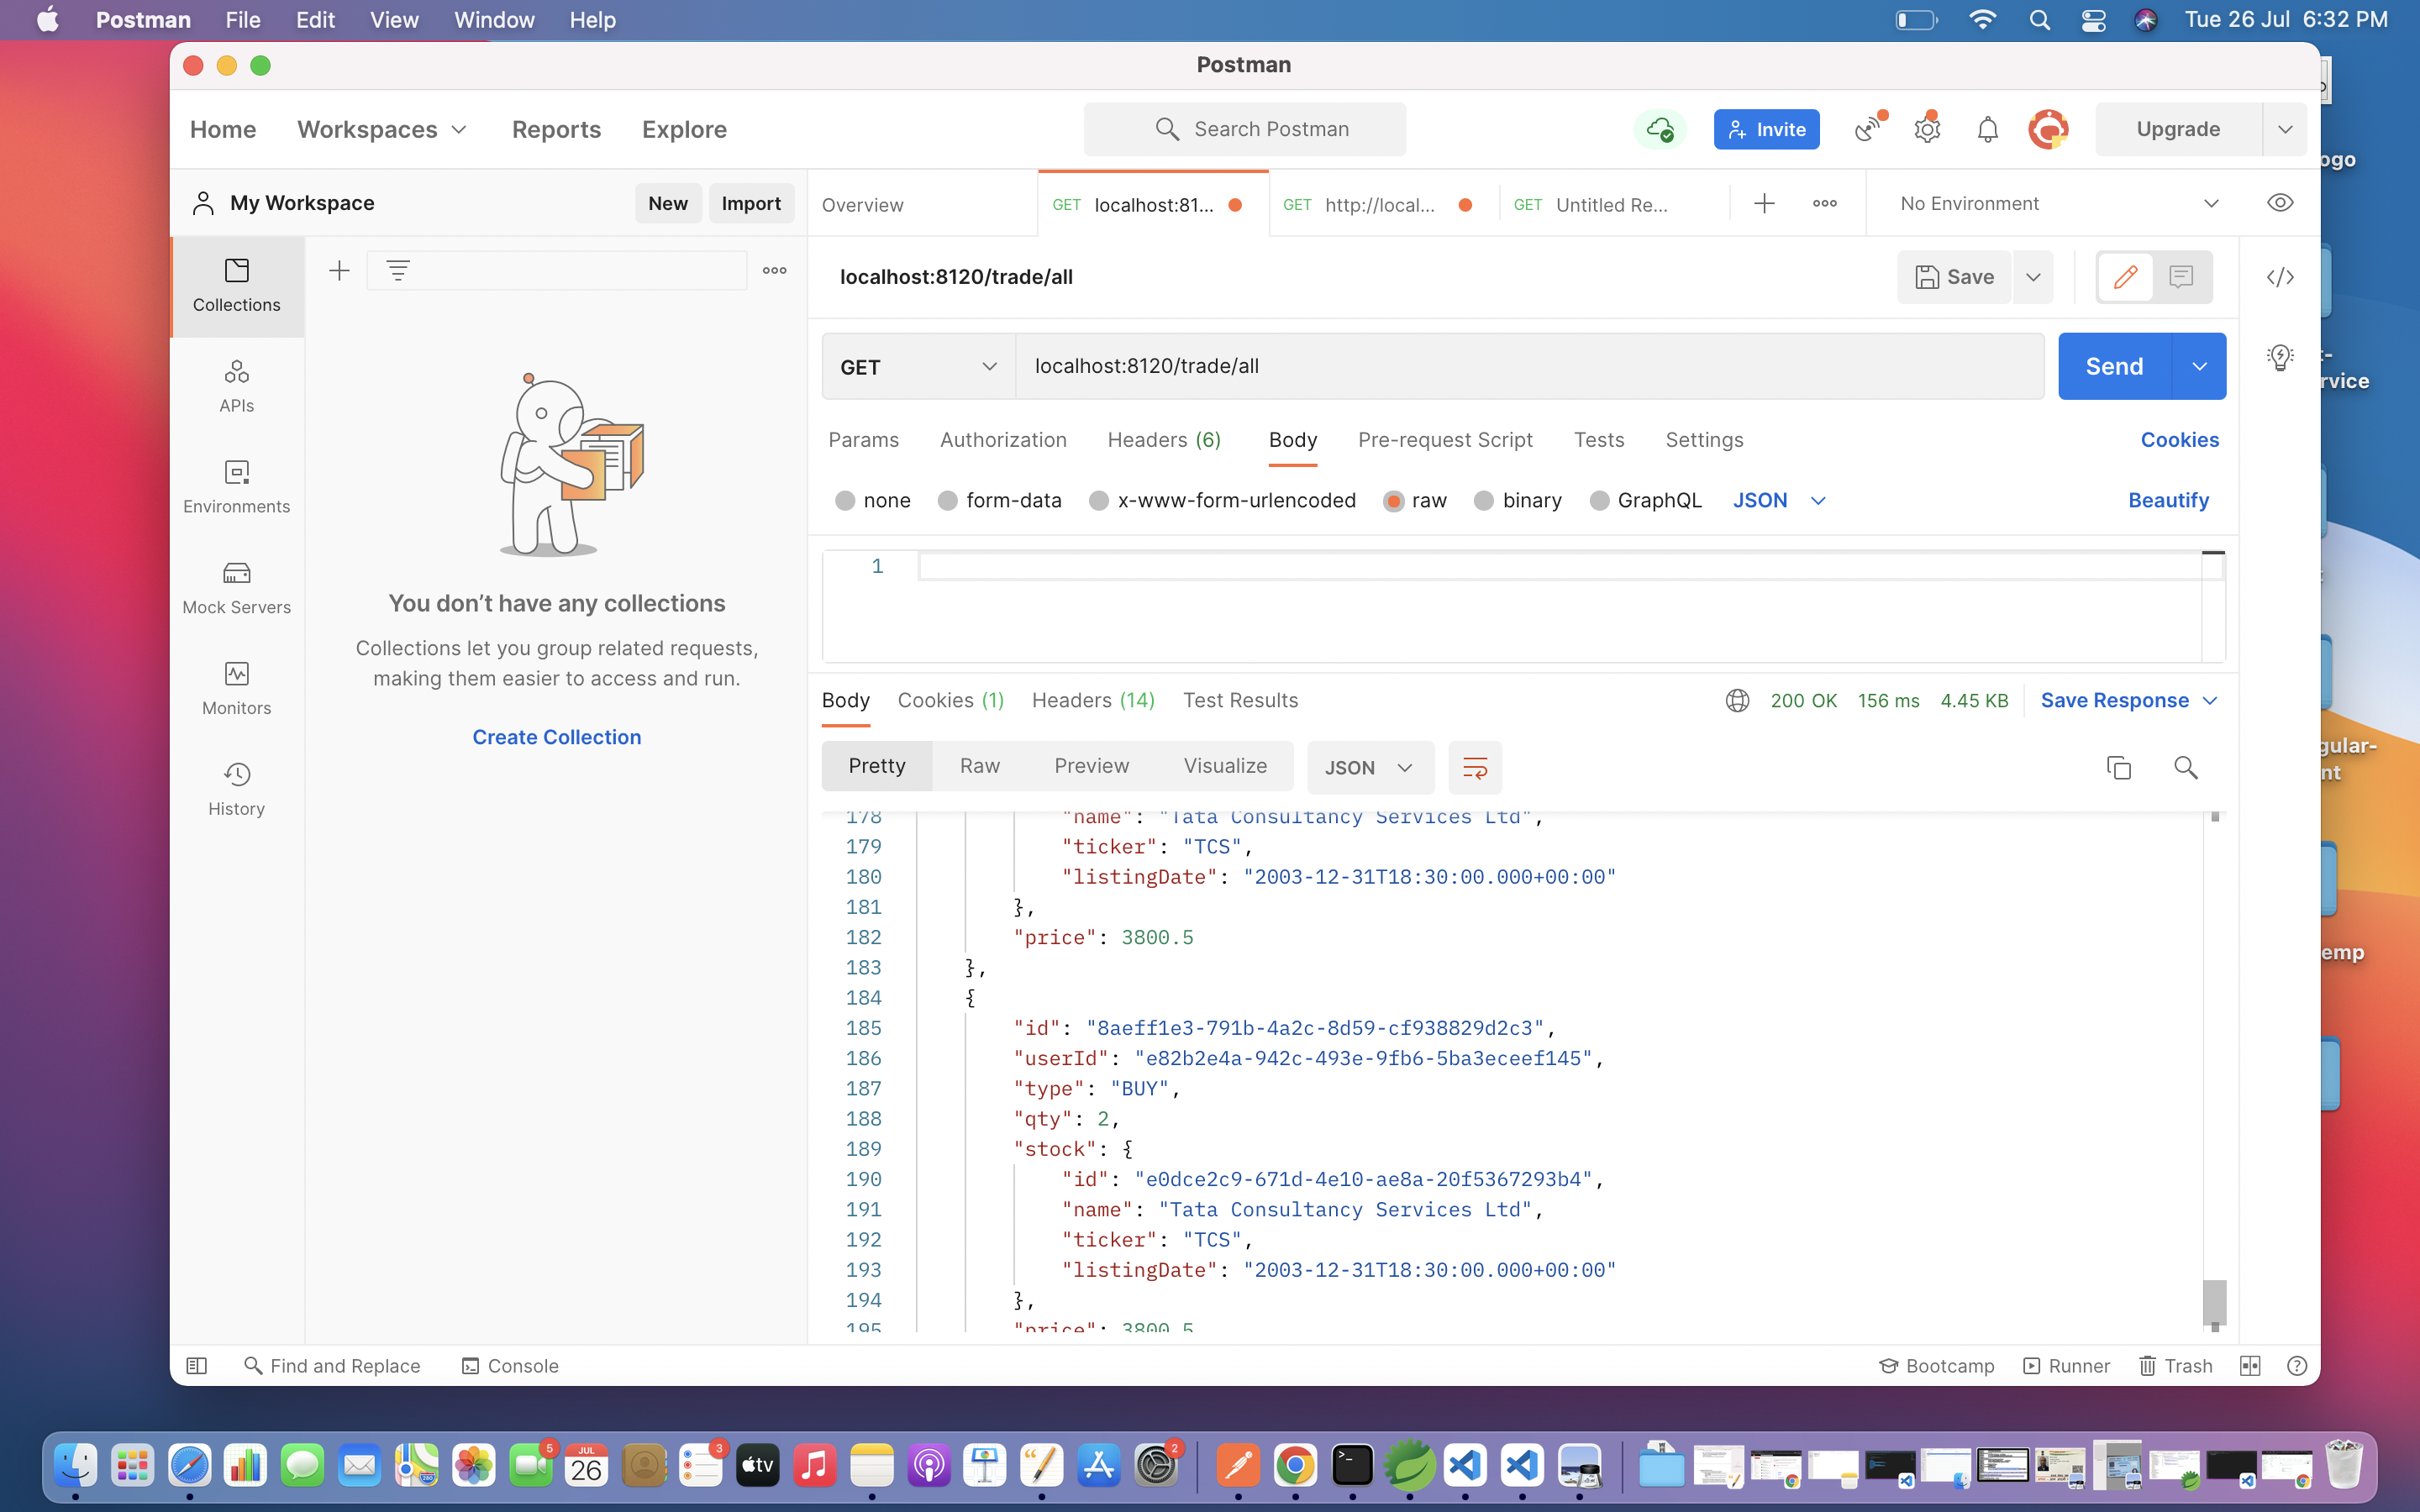 Postman File Edit View Window Help Tue 26 Jul 6:32 PM
Postman
Home Workspaces Reports Explore Search Postman Invite Upgrade
My Workspace New Import Overview GET localhost:81... GET http://local... GET Untitled Re... No Environment
Collections
localhost:8120/trade/all Save
GET localhost:8120/trade/all Send
APIs
Params Authorization Headers (6) Body Pre-request Script Tests Settings Cookies
Environments
none form-data x-www-form-urlencoded raw binary GraphQL JSON Beautify
1
Mock Servers
You don't have any collections
Collections let you group related requests,
making them easier to access and run.
Create Collection
Monitors
History
Body Cookies (1) Headers (14) Test Results 200 OK 156 ms 4.45 KB Save Response
Pretty Raw Preview Visualize JSON
178 "name": "Tata Consultancy Services Ltd",
179 "ticker": "TCS",
180 "listingDate": "2003-12-31T18:30:00.000+00:00"
181 },
182 "price": 3800.5
183 },
184 {
185 "id": "8aeff1e3-791b-4a2c-8d59-cf938829d2c3",
186 "userId": "e82b2e4a-942c-493e-9fb6-5ba3eceef145",
187 "type": "BUY",
188 "qty": 2,
189 "stock": {
190 "id": "e0dce2c9-671d-4e10-ae8a-20f5367293b4",
191 "name": "Tata Consultancy Services Ltd",
192 "ticker": "TCS",
193 "listingDate": "2003-12-31T18:30:00.000+00:00"
194 },
195 "price": 3800.5
Find and Replace Console Bootcamp Runner Trash
ogo
rvice
gular-
nt
emp
5 JUL 26 3 tv 2